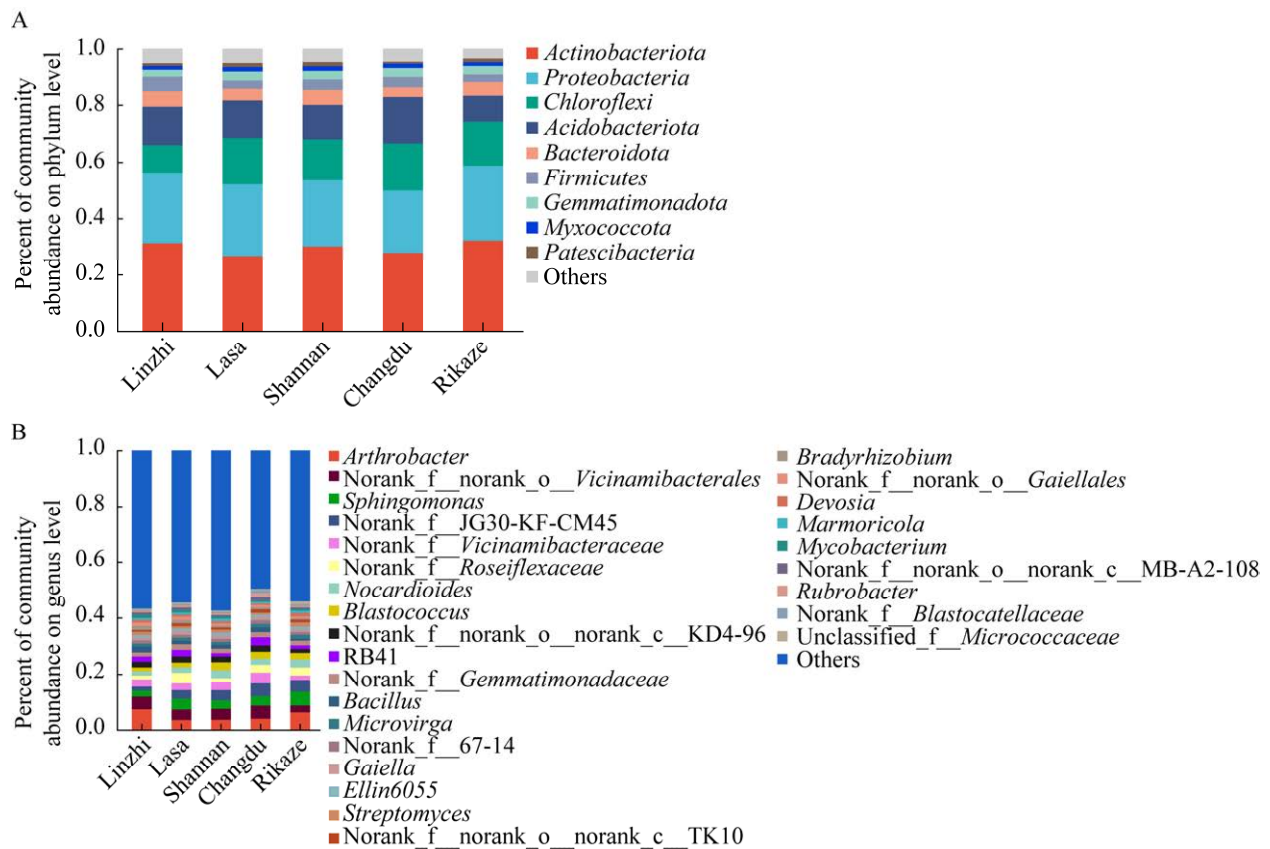 A
Percent of community
abundance on phylum level
1.0
0.8
0.6
0.4
0.2
0.0
Linzhi
Lasa
Shannan
Changdu
Rikaze
Actinobacteriota
Proteobacteria
Chloroflexi
Acidobacteriota
Bacteroidota
Firmicutes
Gemmatimonadota
Myxococcota
Patescibacteria
Others
B
Percent of community
abundance on genus level
1.0
0.8
0.6
0.4
0.2
0.0
Linzhi
Lasa
Shannan
Changdu
Rikaze
Arthrobacter
Norank_f__norank_o__Vicinamibacterales
Sphingomonas
Norank_f__JG30-KF-CM45
Norank_f__Vicinamibacteraceae
Norank_f__Roseiflexaceae
Nocardioides
Blastococcus
Norank_f__norank_o__norank_c__KD4-96
RB41
Norank_f__Gemmatimonadaceae
Bacillus
Microvirga
Norank_f__67-14
Gaiella
Ellin6055
Streptomyces
Norank_f__norank_o__norank_c__TK10
Bradyrhizobium
Norank_f__norank_o__Gaiellales
Devosia
Marmoricola
Mycobacterium
Norank_f__norank_o__norank_c__MB-A2-108
Rubrobacter
Norank_f__Blastocatellaceae
Unclassified_f__Micrococcaceae
Others